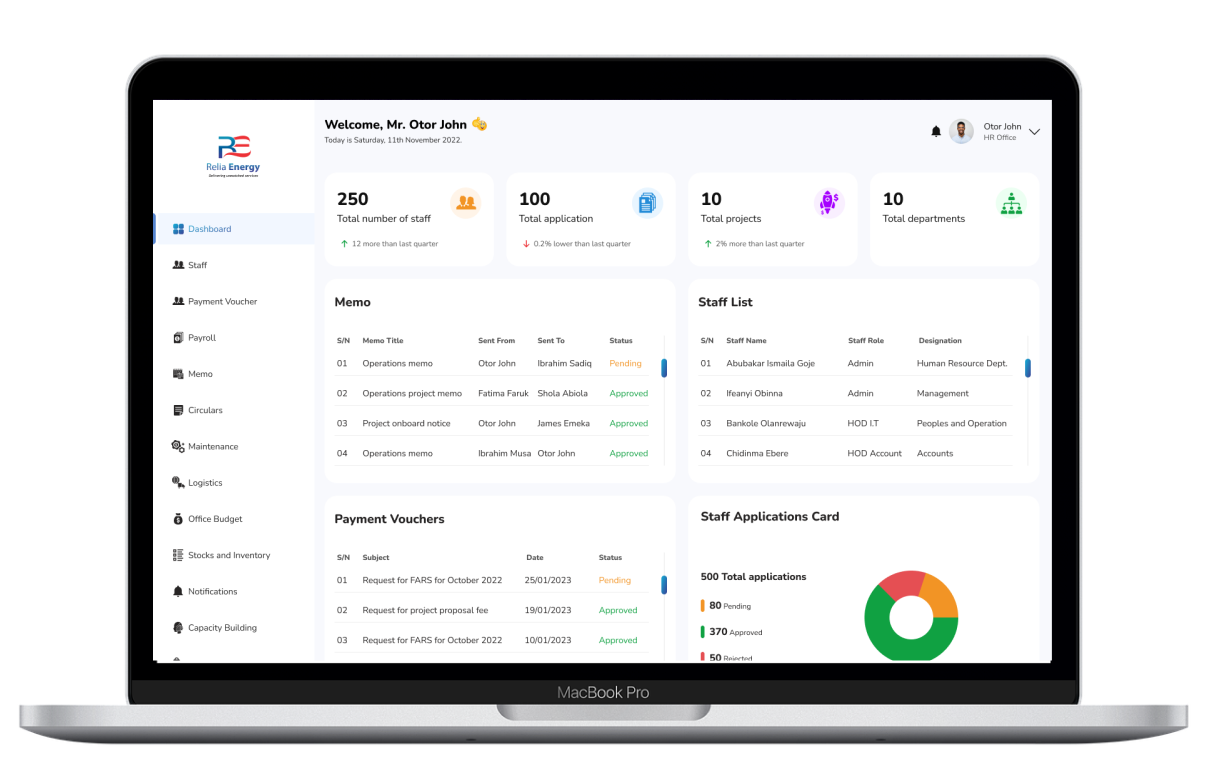 Welcome, Mr. Otor John
Today is Saturday, 11th November 2022.
Otor John
HR Office
RE
Relia Energy
Delivering unmatched services
Dashboard
Staff
Payment Voucher
Payroll
Memo
Circulars
Maintenance
Logistics
Office Budget
Stocks and Inventory
Notifications
Capacity Building
250
Total number of staff
12 more than last quarter
100
Total application
0.2% lower than last quarter
10
Total projects
2% more than last quarter
10
Total departments
Memo
S/N Memo Title Sent From Sent To Status
01 Operations memo Otor John Ibrahim Sadiq Pending
02 Operations project memo Fatima Faruk Shola Abiola Approved
03 Project onboard notice Otor John James Emeka Approved
04 Operations memo Ibrahim Musa Otor John Approved
Staff List
S/N Staff Name Staff Role Designation
01 Abubakar Ismaila Goje Admin Human Resource Dept.
02 Ifeanyi Obinna Admin Management
03 Bankole Olanrewaju HOD I.T Peoples and Operation
04 Chidinma Ebere HOD Account Accounts
Payment Vouchers
S/N Subject Date Status
01 Request for FARS for October 2022 25/01/2023 Pending
02 Request for project proposal fee 19/01/2023 Approved
03 Request for FARS for October 2022 10/01/2023 Approved
Staff Applications Card
500 Total applications
80 Pending
370 Approved
50 Rejected
MacBook Pro